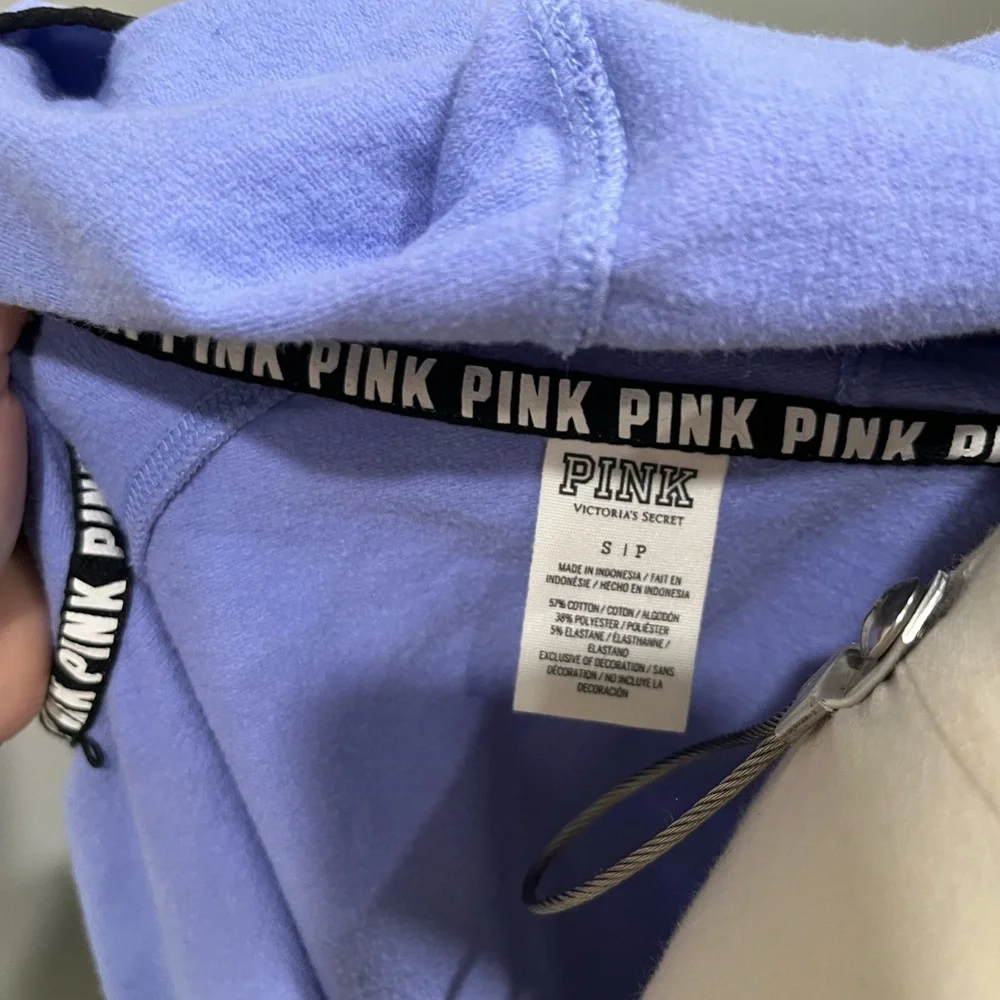 PINK PINK PINK PINK PINK
PINK
VICTORIA'S SECRET
S | P
MADE IN INDONESIA / FAIT EN
INDONÉSIE / HECHO EN INDONESIA
57% COTTON / COTON / ALGODÓN
38% POLYESTER / POLIÉSTER
5% ELASTANE / ÉLASTHANNE /
ELASTANO
EXCLUSIVE OF DECORATION / SANS
DÉCORATION / NO INCLUYE LA
DECORACIÓN
PINK